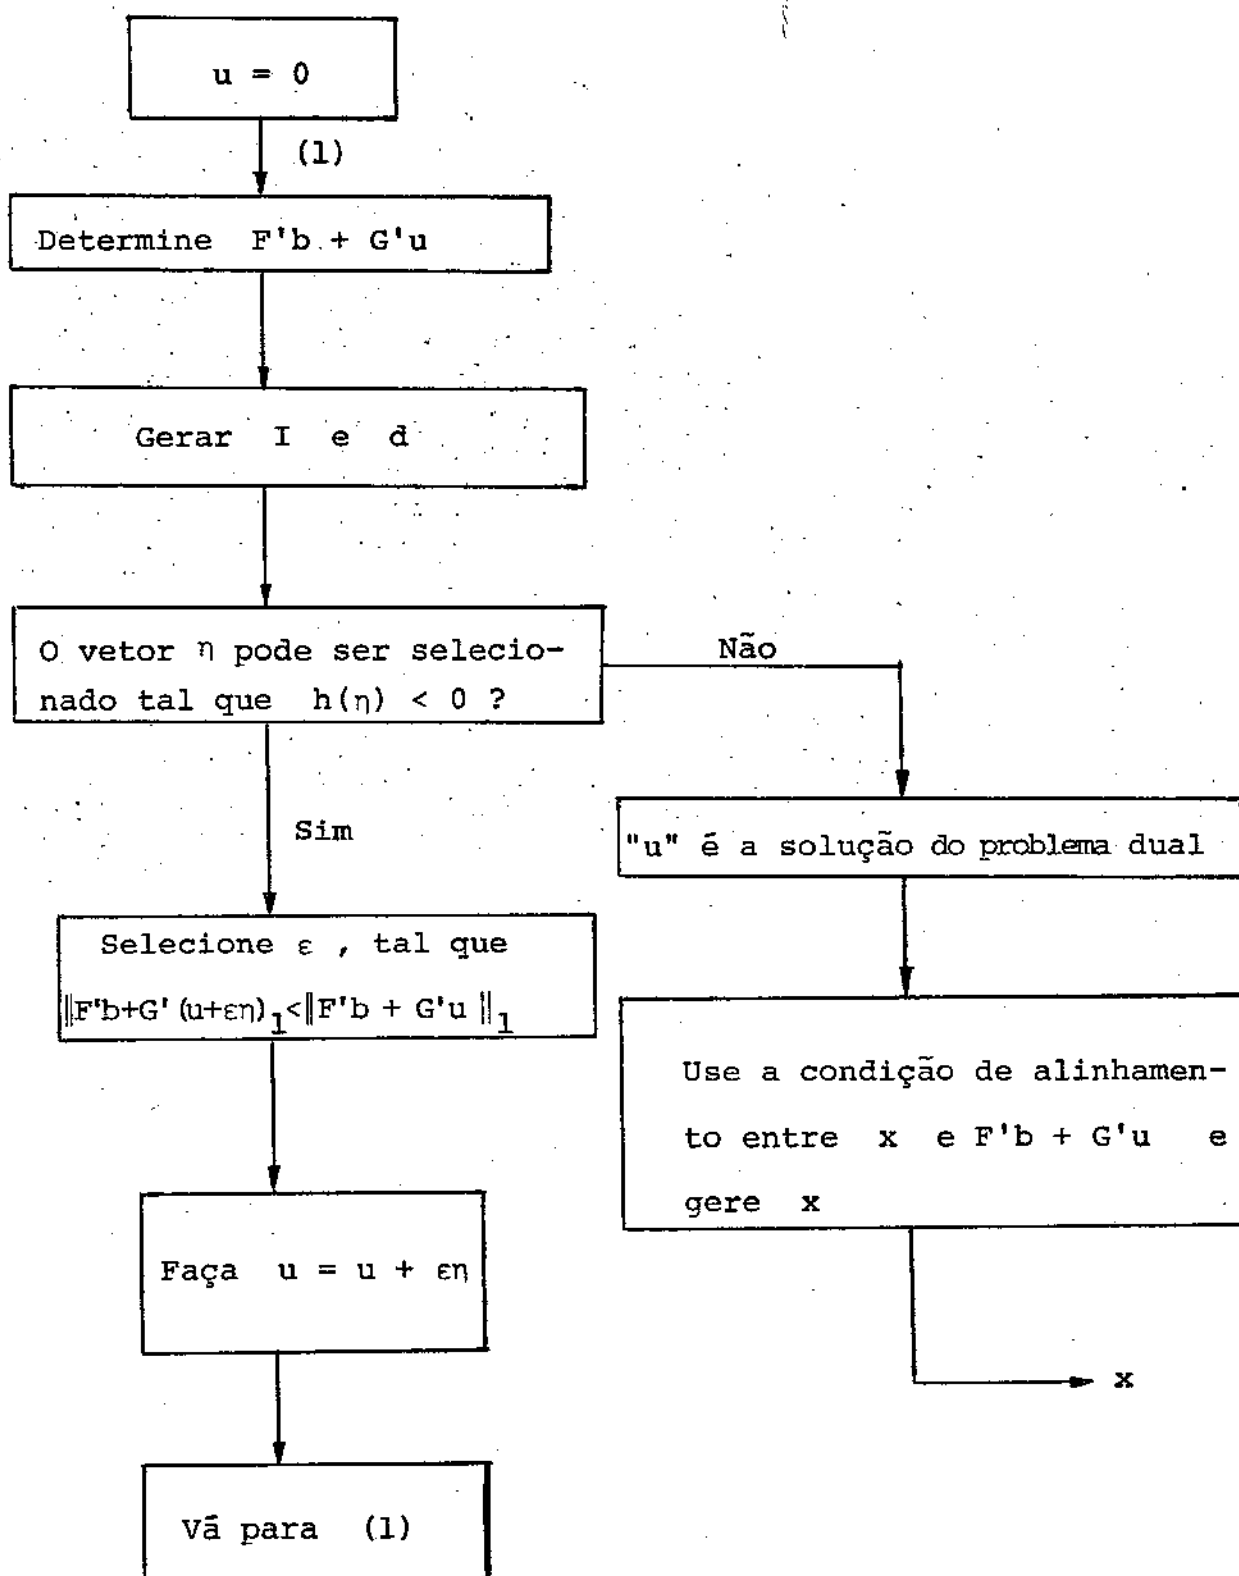 u = 0
(1)
Determine F'b + G'u
Gerar I e d
O vetor η pode ser selecio-
nado tal que h(η) < 0 ?
Não
Sim
"u" é a solução do problema dual
Selecione ε , tal que
‖F'b+G'(u+εη)₁<‖F'b + G'u ‖₁
Use a condição de alinhamen-
to entre x e F'b + G'u e
gere x
Faça u = u + εη
x
Vã para (1)